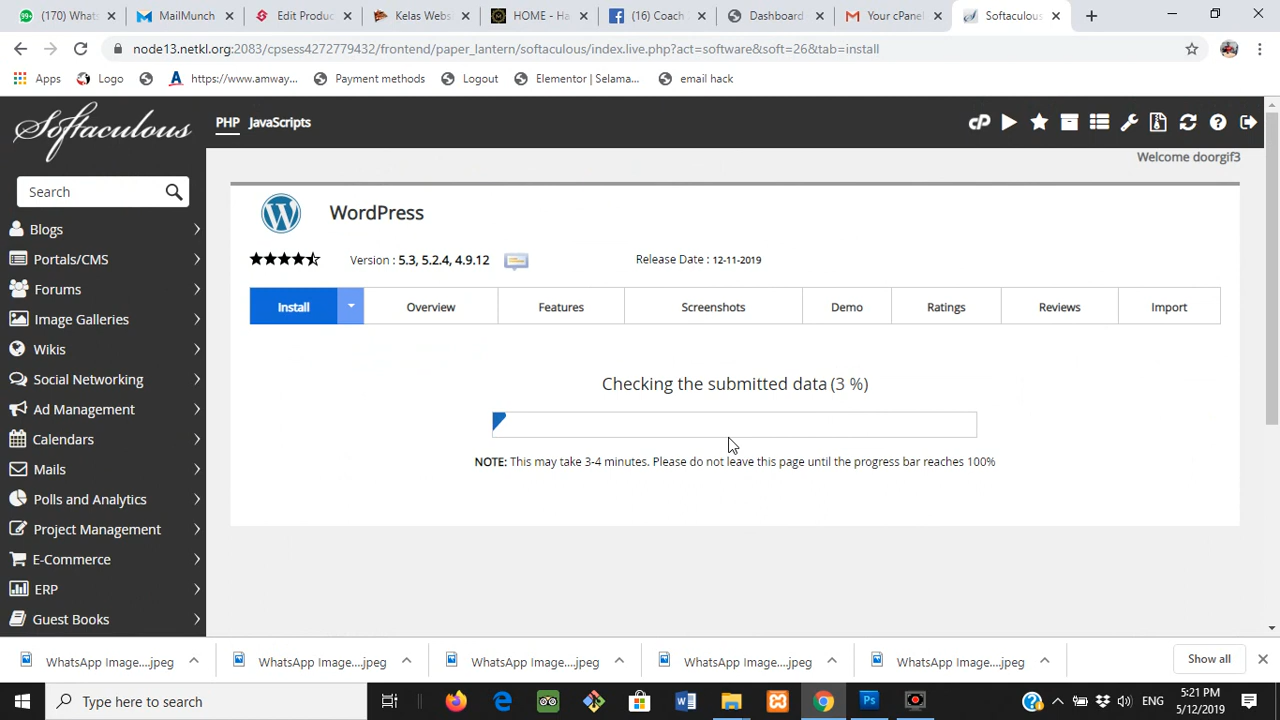 (170) Whats
MailMunch
Edit Produc
Kelas Webs
HOME - Ha
(16) Coach
Dashboard
Your cPane
Softaculous
node13.netkl.org:2083/cpsess4272779432/frontend/paper_lantern/softaculous/index.live.php?act=software&soft=26&tab=install
Apps
Logo
https://www.amway...
Payment methods
Logout
Elementor | Selama...
email hack
Softaculous
PHP
JavaScripts
cP
Welcome doorgif3
Search
Blogs
Portals/CMS
Forums
Image Galleries
Wikis
Social Networking
Ad Management
Calendars
Mails
Polls and Analytics
Project Management
E-Commerce
ERP
Guest Books
WordPress
Version : 5.3, 5.2.4, 4.9.12
Release Date : 12-11-2019
Install
Overview
Features
Screenshots
Demo
Ratings
Reviews
Import
Checking the submitted data (3 %)
NOTE: This may take 3-4 minutes. Please do not leave this page until the progress bar reaches 100%
WhatsApp Image....jpeg
WhatsApp Image....jpeg
WhatsApp Image....jpeg
WhatsApp Image....jpeg
WhatsApp Image....jpeg
Show all
Type here to search
ENG
5:21 PM
5/12/2019